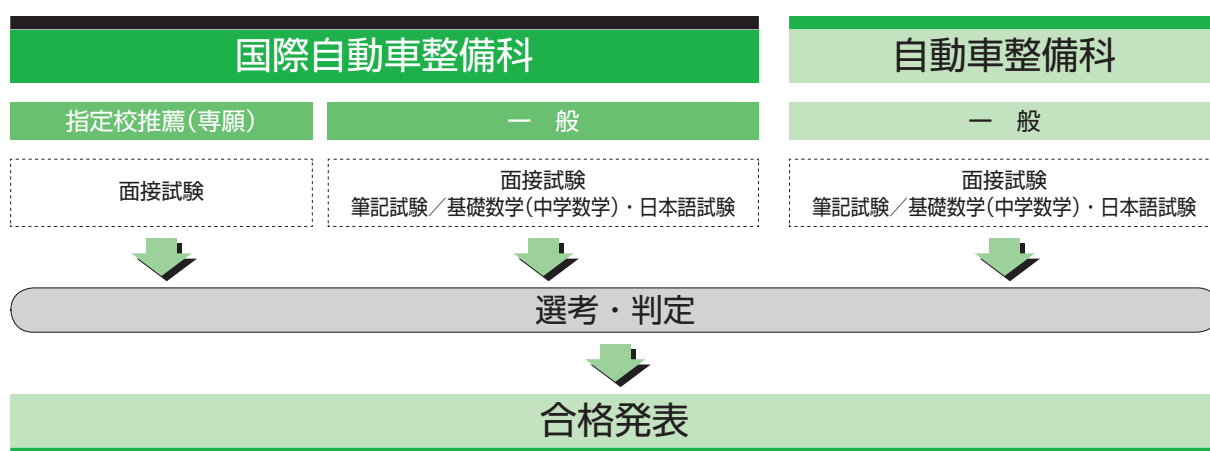 国際自動車整備科
自動車整備科
指定校推薦(専願)
一 般
一 般
面接試験
面接試験
筆記試験/基礎数学(中学数学)・日本語試験
面接試験
筆記試験/基礎数学(中学数学)・日本語試験
選考・判定
合格発表